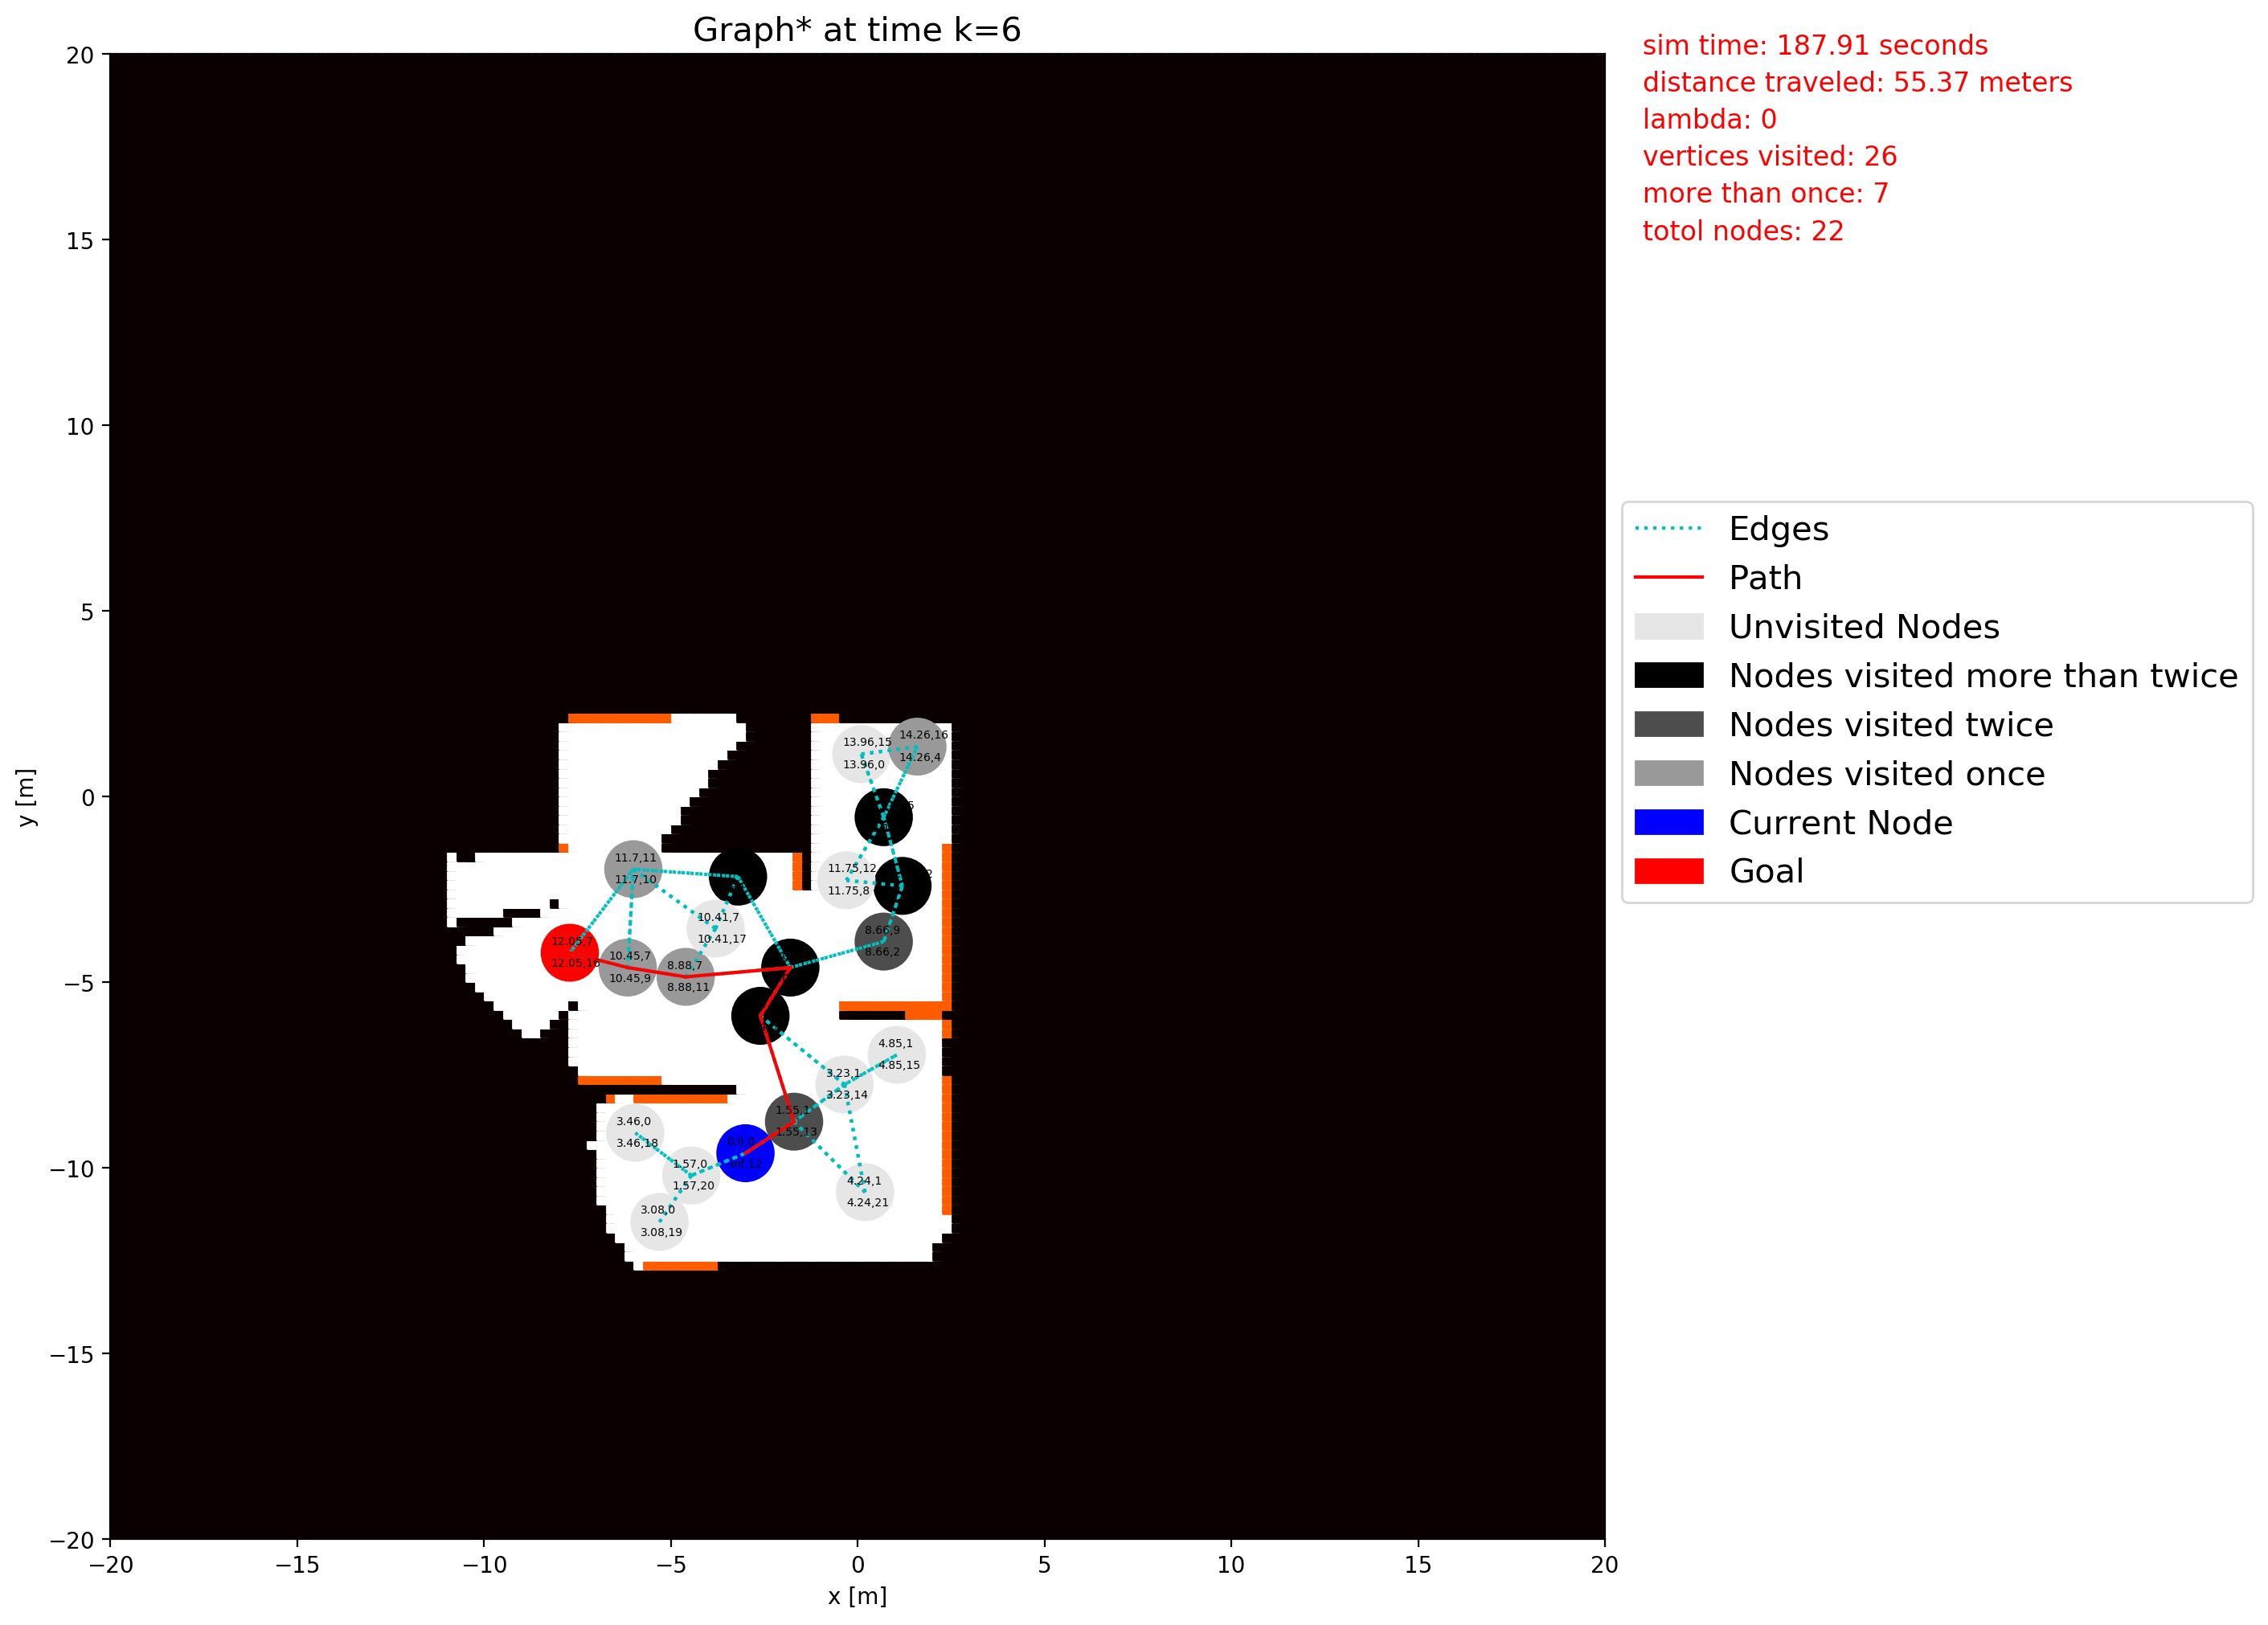 Graph* at time k=6
sim time: 187.91 seconds
distance traveled: 55.37 meters
lambda: 0
vertices visited: 26
more than once: 7
totol nodes: 22
Edges
Path
Unvisited Nodes
Nodes visited more than twice
Nodes visited twice
Nodes visited once
Current Node
Goal
20
15
10
5
0
−5
−10
−15
−20
y [m]
−20 −15 −10 −5 0 5 10 15 20
x [m]
13.96,15
13.96,0
14.26,16
14.26,4
11.7,11
11.7,10
11.75,12
11.75,8
10.41,7
10.41,17
8.66,9
8.66,2
12.05,7
12.05,16
10.45,7
10.45,9
8.88,7
8.88,11
4.85,1
4.85,15
3.23,1
3.23,14
1.55,1
1.55,13
3.46,0
3.46,18
0.0,0
1.57,0
1.57,20
4.24,1
4.24,21
3.08,0
3.08,19